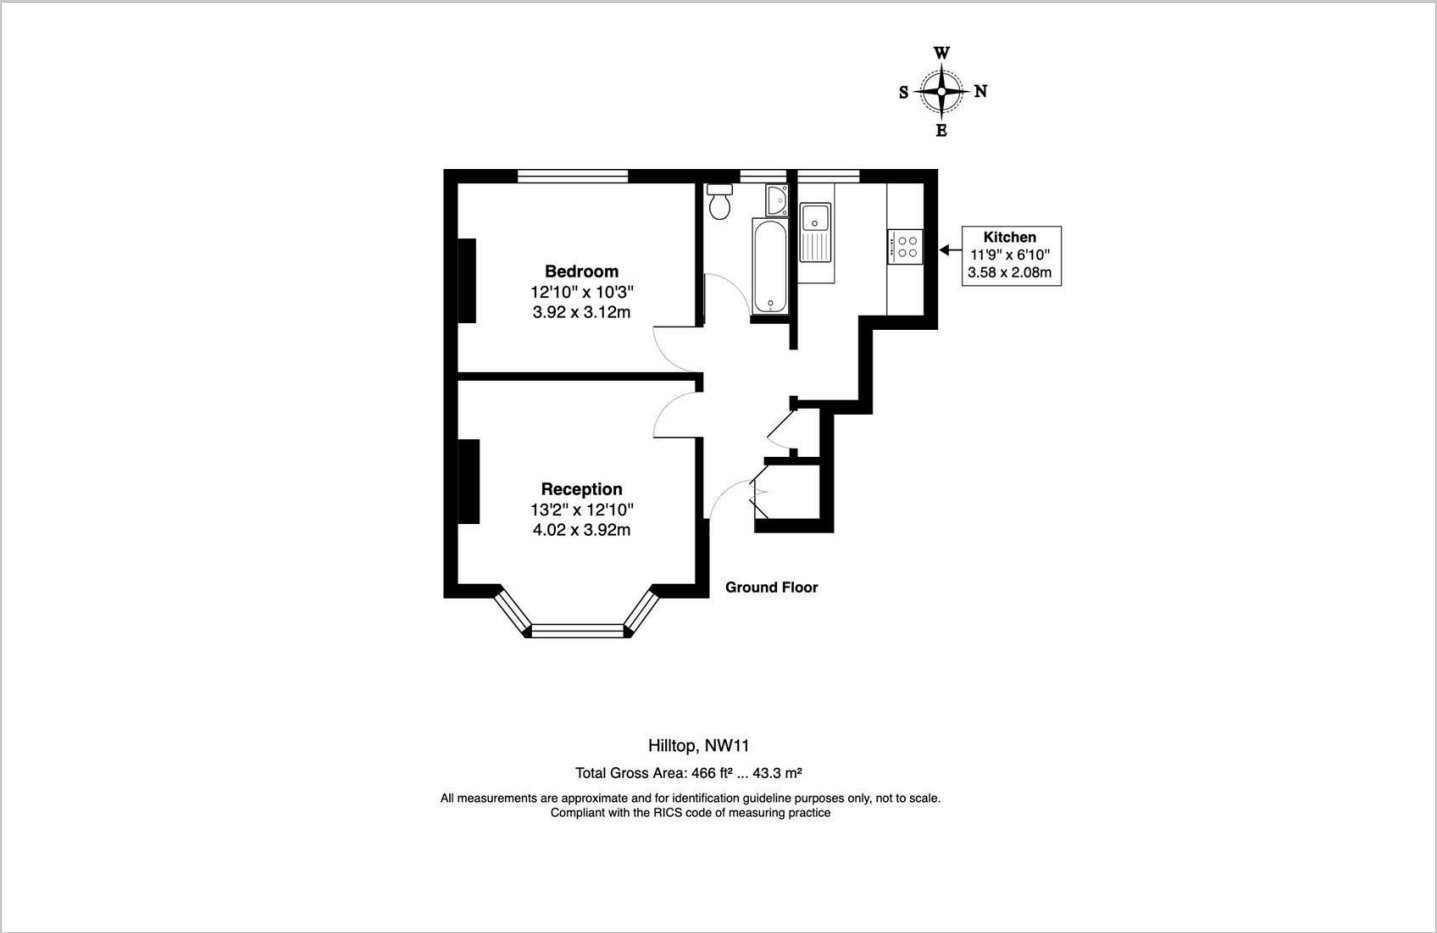 W
S N
E
Kitchen
11'9" x 6'10"
3.58 x 2.08m
Bedroom
12'10" x 10'3"
3.92 x 3.12m
Reception
13'2" x 12'10"
4.02 x 3.92m
Ground Floor
Hilltop, NW11
Total Gross Area: 466 ft² ... 43.3 m²
All measurements are approximate and for identification guideline purposes only, not to scale.
Compliant with the RICS code of measuring practice